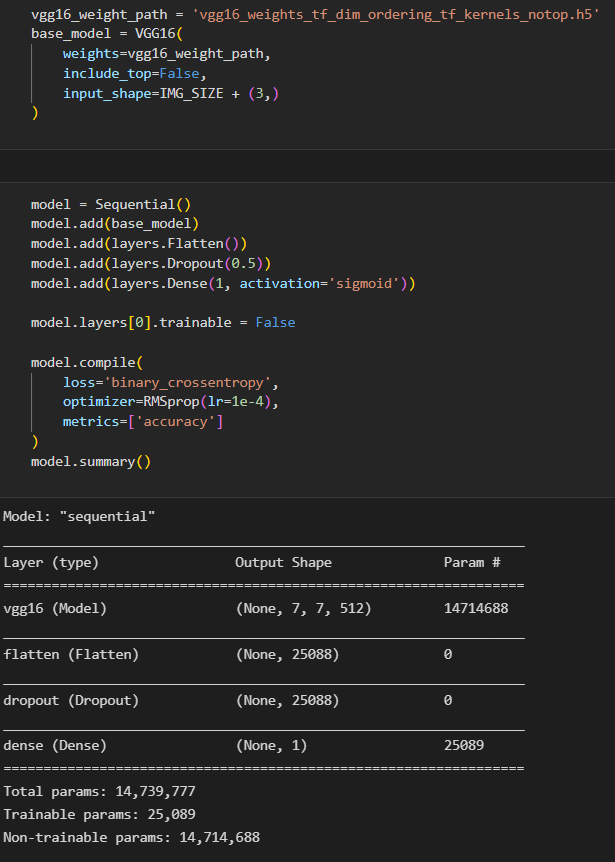 vgg16_weight_path = 'vgg16_weights_tf_dim_ordering_tf_kernels_notop.h5'
base_model = VGG16(
    weights=vgg16_weight_path,
    include_top=False,
    input_shape=IMG_SIZE + (3,)
)
model = Sequential()
model.add(base_model)
model.add(layers.Flatten())
model.add(layers.Dropout(0.5))
model.add(layers.Dense(1, activation='sigmoid'))
model.layers[0].trainable = False
model.compile(
    loss='binary_crossentropy',
    optimizer=RMSprop(lr=1e-4),
    metrics=['accuracy']
)
model.summary()
Model: "sequential"
_________________________________________________________________
Layer (type)                 Output Shape              Param #
=================================================================
vgg16 (Model)                (None, 7, 7, 512)         14714688
_________________________________________________________________
flatten (Flatten)            (None, 25088)             0
_________________________________________________________________
dropout (Dropout)            (None, 25088)             0
_________________________________________________________________
dense (Dense)                (None, 1)                 25089
=================================================================
Total params: 14,739,777
Trainable params: 25,089
Non-trainable params: 14,714,688